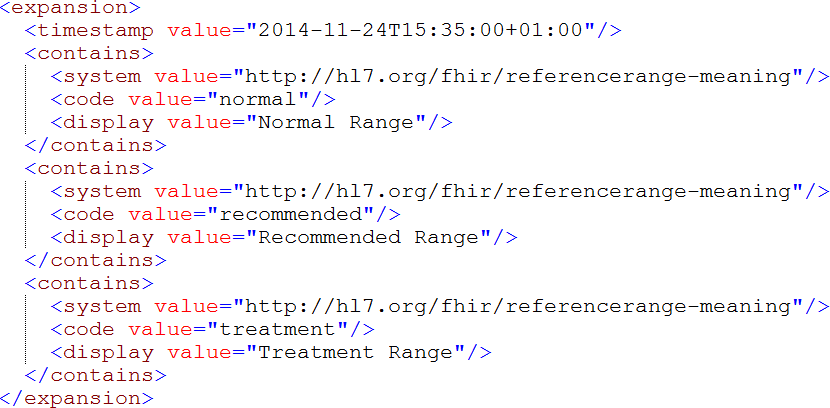 <expansion>
  <timestamp value="2014-11-24T15:35:00+01:00"/>
  <contains>
    <system value="http://hl7.org/fhir/referencerange-meaning"/>
    <code value="normal"/>
    <display value="Normal Range"/>
  </contains>
  <contains>
    <system value="http://hl7.org/fhir/referencerange-meaning"/>
    <code value="recommended"/>
    <display value="Recommended Range"/>
  </contains>
  <contains>
    <system value="http://hl7.org/fhir/referencerange-meaning"/>
    <code value="treatment"/>
    <display value="Treatment Range"/>
  </contains>
</expansion>